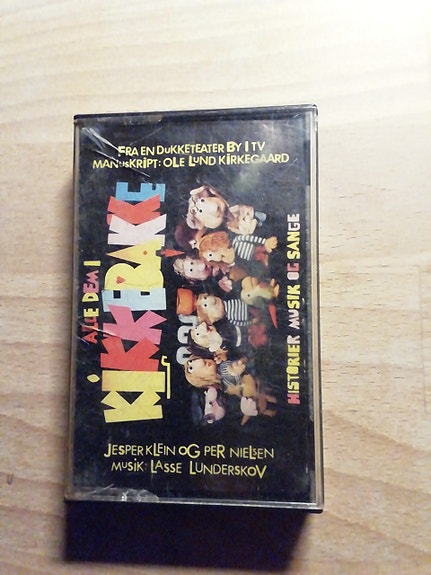 FRA EN DUKKETEATER BY I TV
MANUSKRIPT: OLE LUND KIRKEGAARD
ALLE DEM I
KIKKEBAKKE
HISTORIER MUSIK OG SANGE
JESPER KLEIN OG PER NIELSEN
MUSIK: LASSE LUNDERSKOV